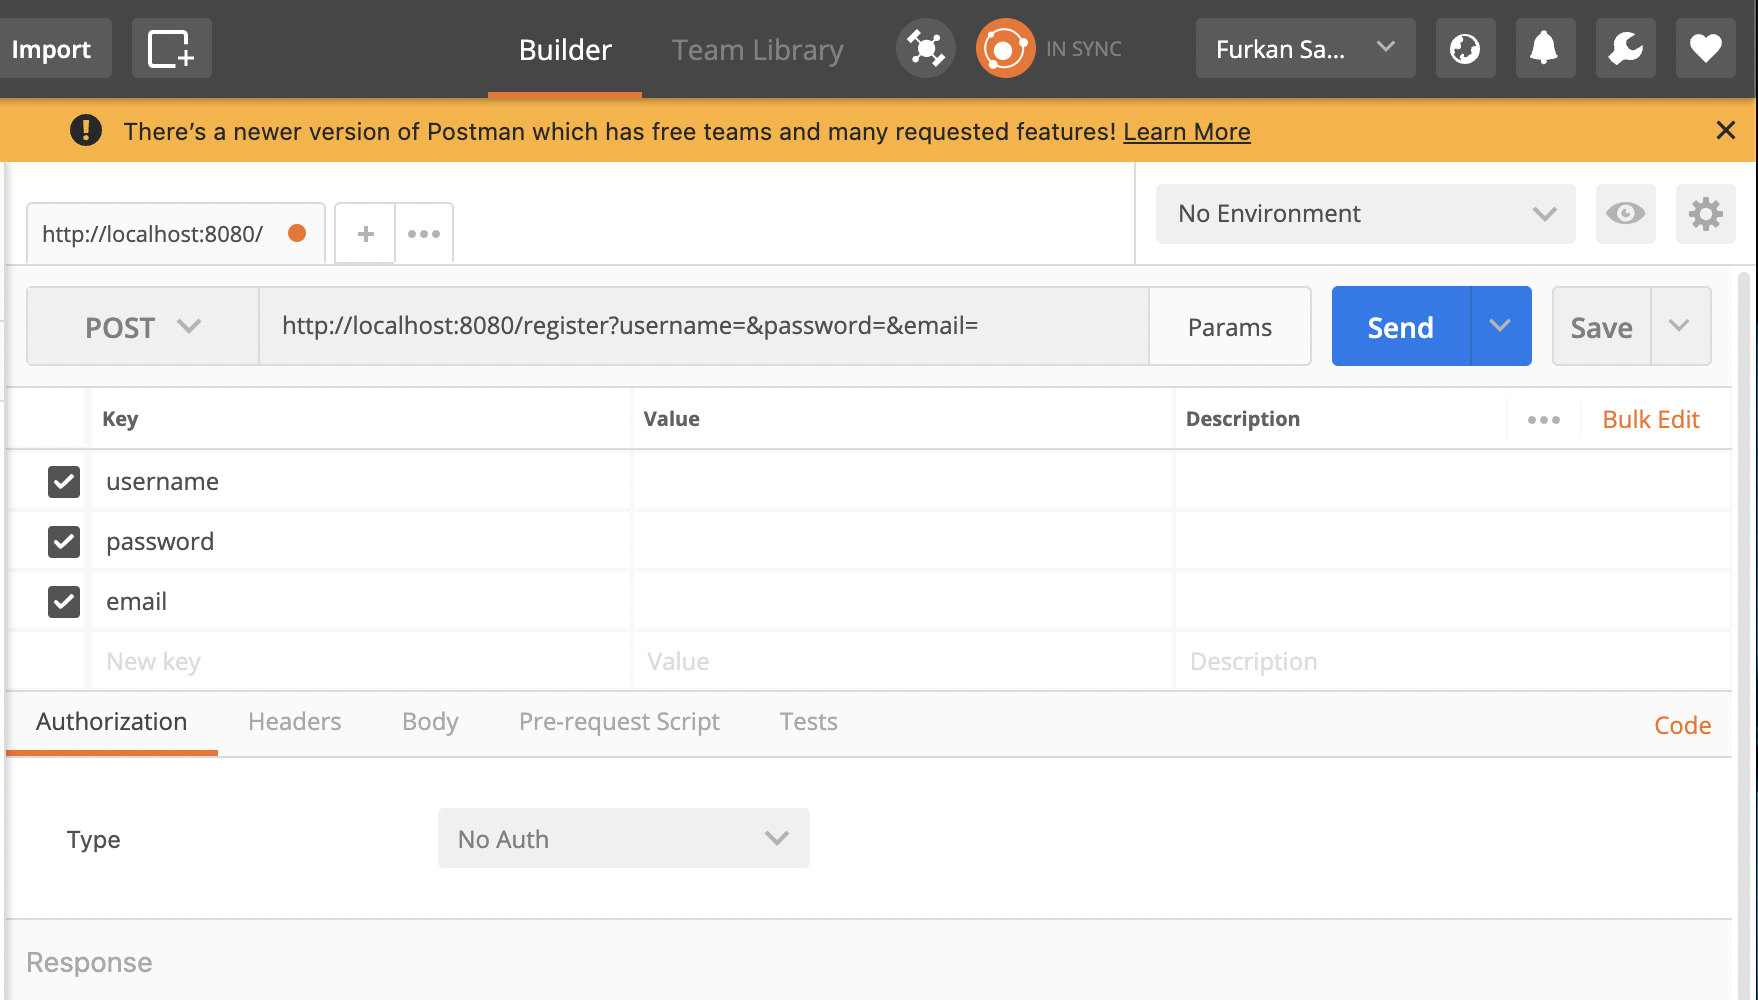 Import
Builder
Team Library
IN SYNC
Furkan Sa...
There's a newer version of Postman which has free teams and many requested features! Learn More
http://localhost:8080/
No Environment
POST
http://localhost:8080/register?username=&password=&email=
Params
Send
Save
Key Value Description Bulk Edit
username
password
email
New key Value Description
Authorization Headers Body Pre-request Script Tests Code
Type No Auth
Response